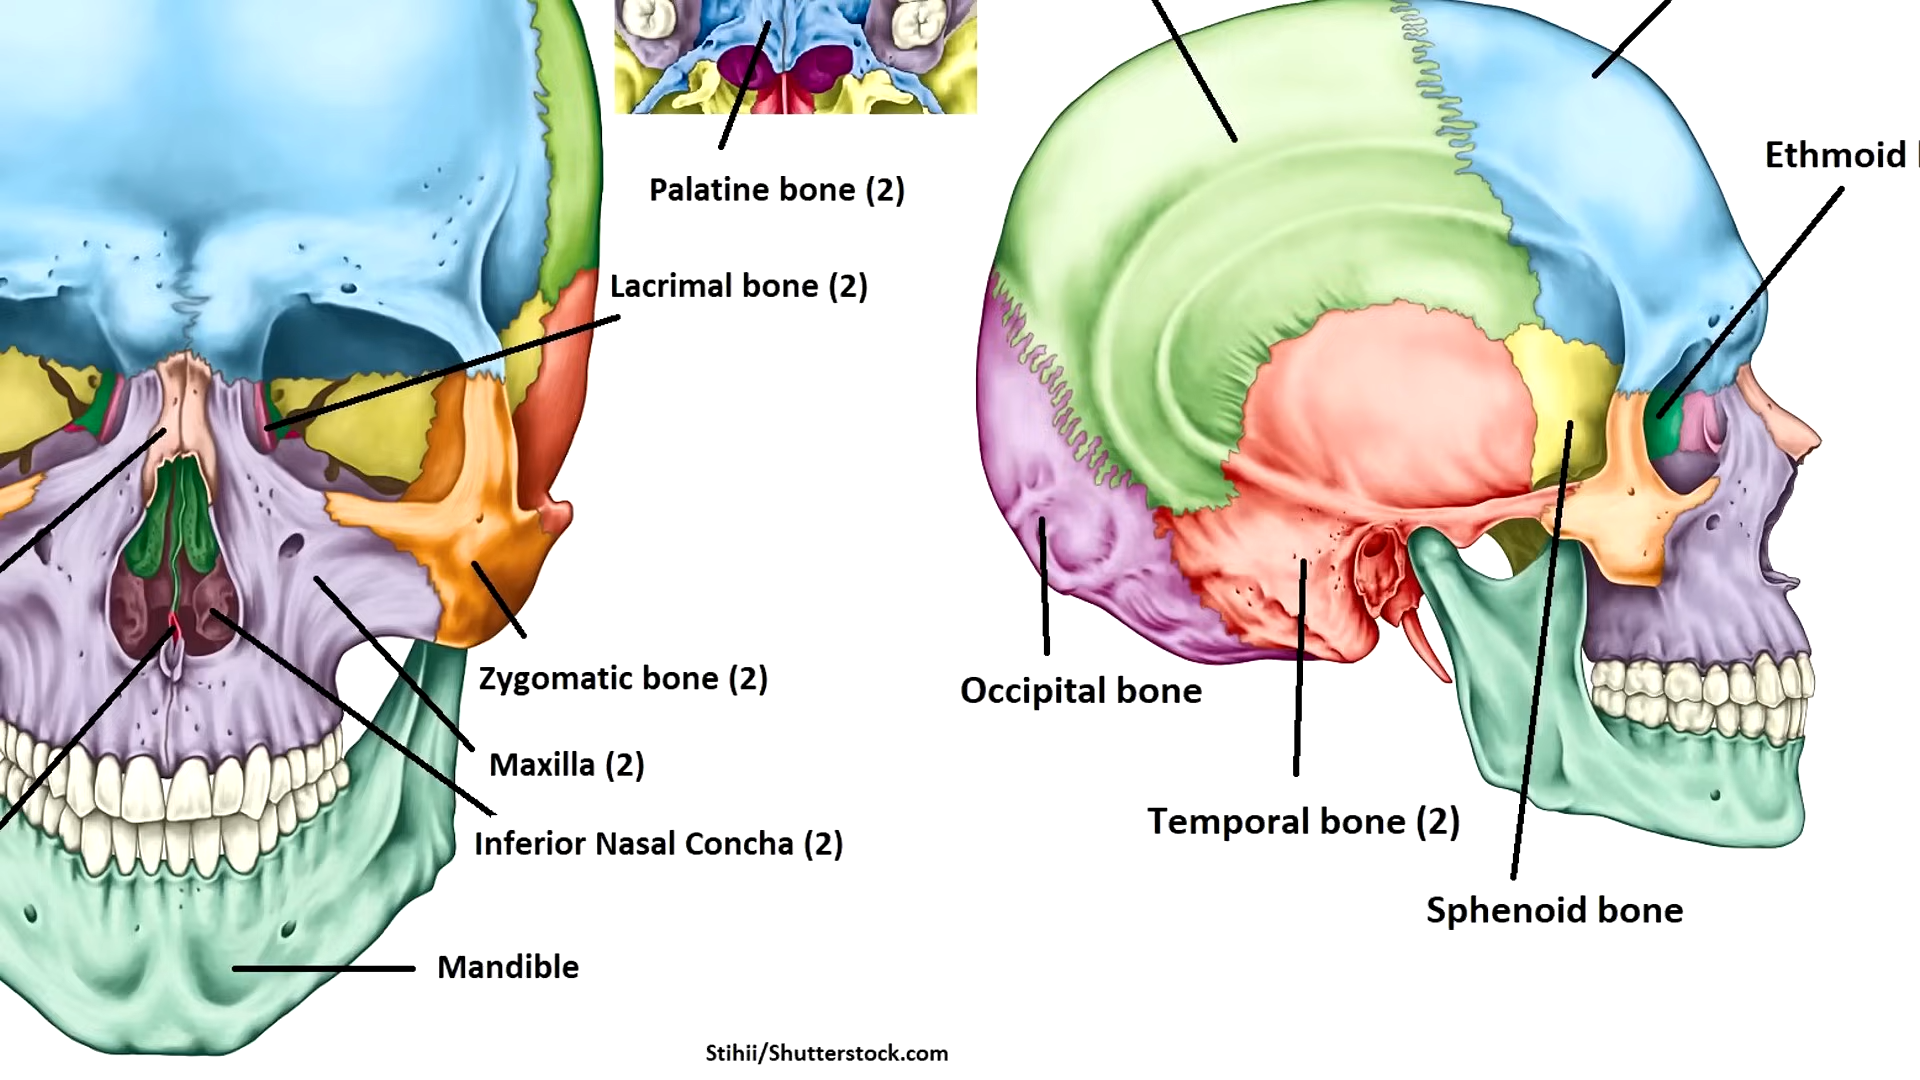 Palatine bone (2)
Lacrimal bone (2)
Zygomatic bone (2)
Maxilla (2)
Inferior Nasal Concha (2)
Mandible
Stihii/Shutterstock.com
Ethmoid
Occipital bone
Temporal bone (2)
Sphenoid bone